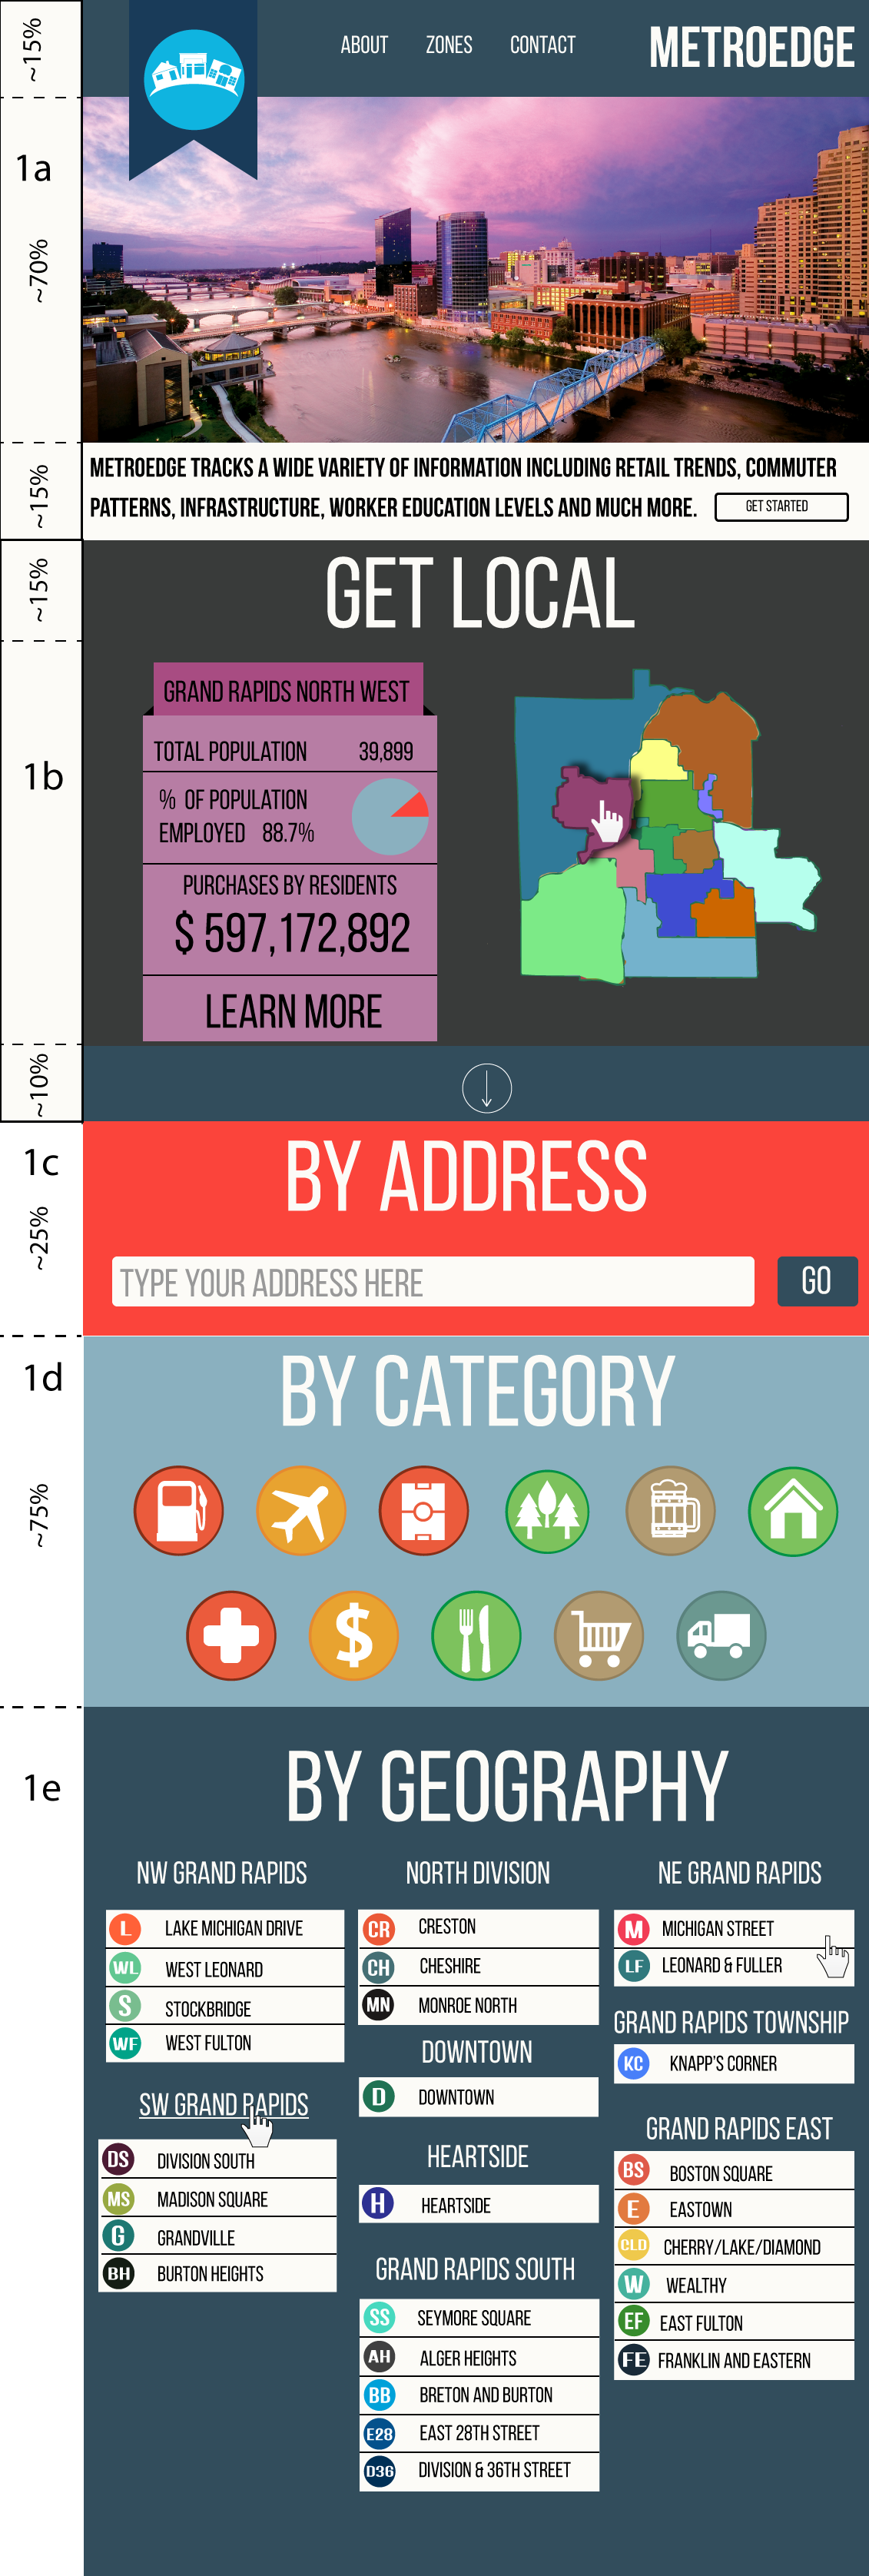 ~15%
ABOUT ZONES CONTACT METROEDGE
1a
~70%
~15%
METROEDGE TRACKS A WIDE VARIETY OF INFORMATION INCLUDING RETAIL TRENDS, COMMUTER
PATTERNS, INFRASTRUCTURE, WORKER EDUCATION LEVELS AND MUCH MORE. GET STARTED
~15%
GET LOCAL
1b
GRAND RAPIDS NORTH WEST
TOTAL POPULATION 39,899
% OF POPULATION
EMPLOYED 88.7%
PURCHASES BY RESIDENTS
$ 597,172,892
LEARN MORE
~10%
1c
~25%
BY ADDRESS
TYPE YOUR ADDRESS HERE GO
1d
~75%
BY CATEGORY
$
1e
BY GEOGRAPHY
NW GRAND RAPIDS
L LAKE MICHIGAN DRIVE
WL WEST LEONARD
S STOCKBRIDGE
WF WEST FULTON
SW GRAND RAPIDS
DS DIVISION SOUTH
MS MADISON SQUARE
G GRANDVILLE
BH BURTON HEIGHTS
NORTH DIVISION
CR CRESTON
CH CHESHIRE
MN MONROE NORTH
DOWNTOWN
D DOWNTOWN
HEARTSIDE
H HEARTSIDE
GRAND RAPIDS SOUTH
SS SEYMORE SQUARE
AH ALGER HEIGHTS
BB BRETON AND BURTON
E28 EAST 28TH STREET
D36 DIVISION & 36TH STREET
NE GRAND RAPIDS
M MICHIGAN STREET
LF LEONARD & FULLER
GRAND RAPIDS TOWNSHIP
KC KNAPP'S CORNER
GRAND RAPIDS EAST
BS BOSTON SQUARE
E EASTOWN
CLD CHERRY/LAKE/DIAMOND
W WEALTHY
EF EAST FULTON
FE FRANKLIN AND EASTERN